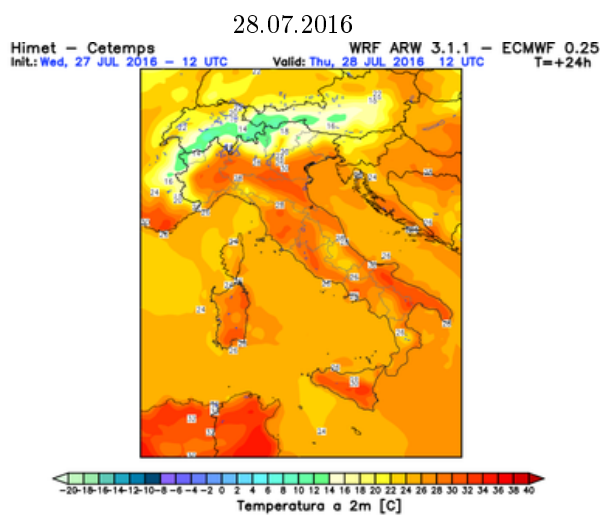 28.07.2016
Himet – Cetemps WRF ARW 3.1.1 – ECMWF 0.25
Init.: Wed, 27 JUL 2016 – 12 UTC Valid: Thu, 28 JUL 2016 12 UTC T=+24h
-20 -18 -16 -14 -12 -10 -8 -6 -4 -2 0 2 4 6 8 10 12 14 16 18 20 22 24 26 28 30 32 34 36 38 40
Temperatura a 2m [C]